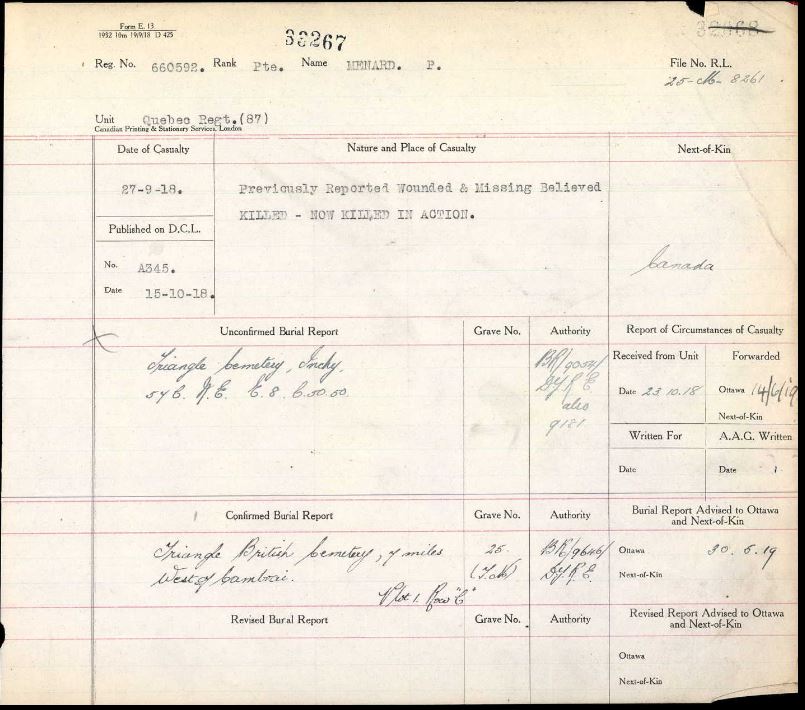 Form E. 13.
1932 10m 19/9/18 D 425
33267
32268
Reg. No. 660592. Rank Pte. Name MENARD. P.
File No. R.L.
25-M-8261.
Unit Quebec Regt.(87)
Canadian Printing & Stationery Services, London
Date of Casualty
Nature and Place of Casualty
Next-of-Kin
27-9-18.
Previously Reported Wounded & Missing Believed
KILLED - NOW KILLED IN ACTION.
Published on D.C.L.
No. A345.
Date 15-10-18.
Canada
Unconfirmed Burial Report
Grave No.
Authority
Report of Circumstances of Casualty
Triangle Cemetery, Inchy.
57C. N.E. E.8. C.50.50.
BR/9054/
D.G.R.E.
also
9181
Received from Unit
Forwarded
Date 23.10.18
Ottawa 14/6/19
Next-of-Kin
Written For
A.A.G. Written
Date
Date
Confirmed Burial Report
Grave No.
Authority
Burial Report Advised to Ottawa
and Next-of-Kin
Triangle British Cemetery, 7 miles
West of Cambrai.
Plot 1. Row "C"
25.
BR/9646/
D.G.R.E.
Ottawa 30.5.19
Next-of-Kin
Revised Burial Report
Grave No.
Authority
Revised Report Advised to Ottawa
and Next-of-Kin
Ottawa
Next-of-Kin